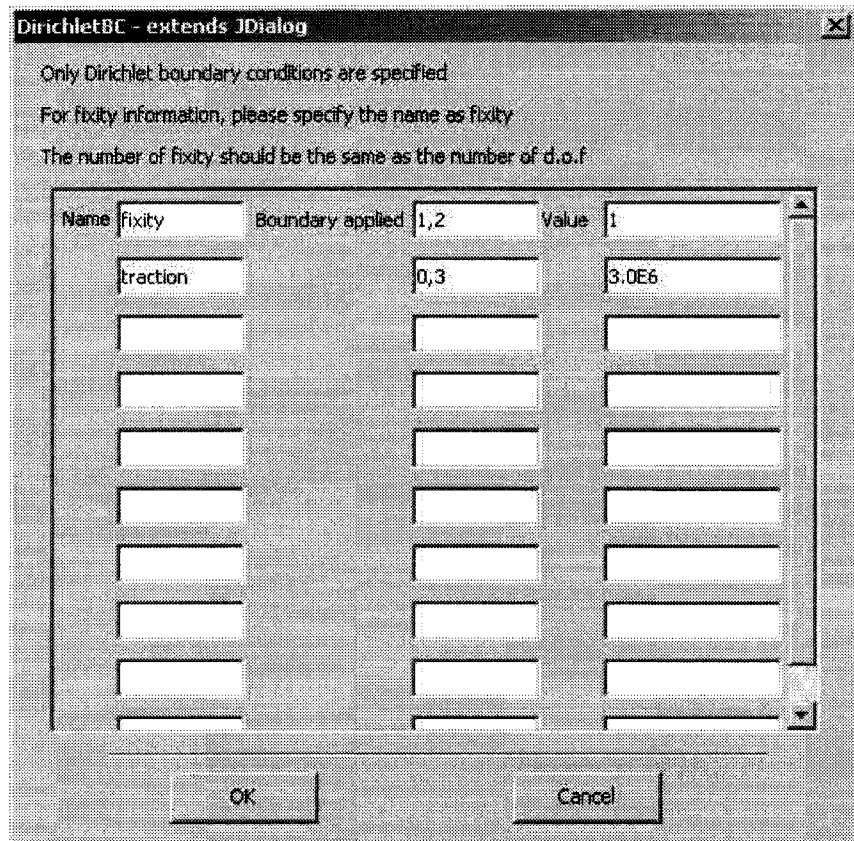 DirichletBC - extends JDialog
Only Dirichlet boundary conditions are specified
For fixity information, please specify the name as fixity
The number of fixity should be the same as the number of d.o.f
Name fixity Boundary applied 1,2 Value 1
traction 0,3 3.0E6
OK Cancel